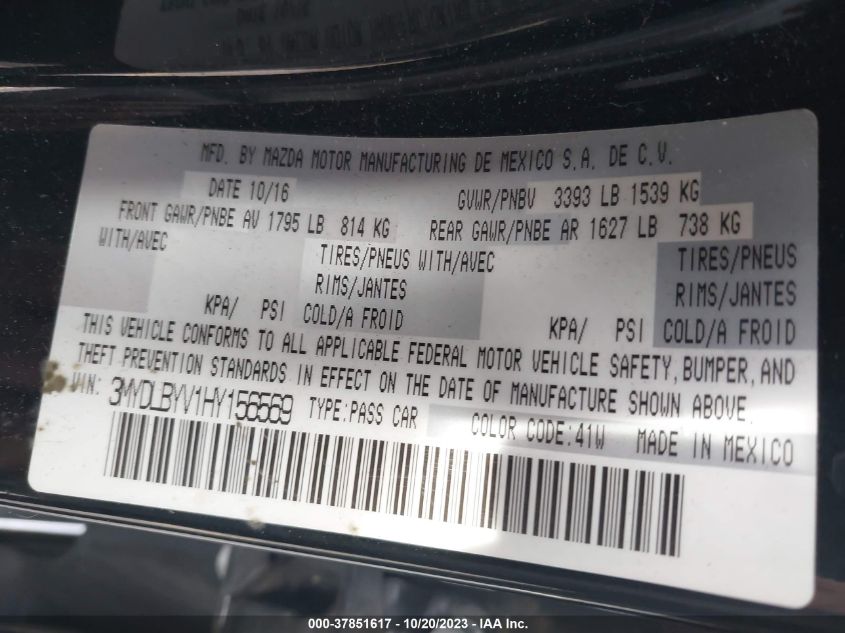 MFD. BY MAZDA MOTOR MANUFACTURING DE MEXICO S.A. DE C.V.
DATE 10/16 GVWR/PNBV 3393 LB 1539 KG
FRONT GAWR/PNBE AV 1795 LB 814 KG REAR GAWR/PNBE AR 1627 LB 738 KG
WITH/AVEC TIRES/PNEUS WITH/AVEC TIRES/PNEUS
RIMS/JANTES RIMS/JANTES
KPA/ PSI COLD/A FROID KPA/ PSI COLD/A FROID
THIS VEHICLE CONFORMS TO ALL APPLICABLE FEDERAL MOTOR VEHICLE SAFETY, BUMPER, AND
THEFT PREVENTION STANDARDS IN EFFECT ON THE DATE OF MANUFACTURE SHOWN ABOVE.
VIN: 3MYDLBYV1HY156569 TYPE:PASS CAR COLOR CODE:41W MADE IN MEXICO
000-37851617 - 10/20/2023 - IAA Inc.